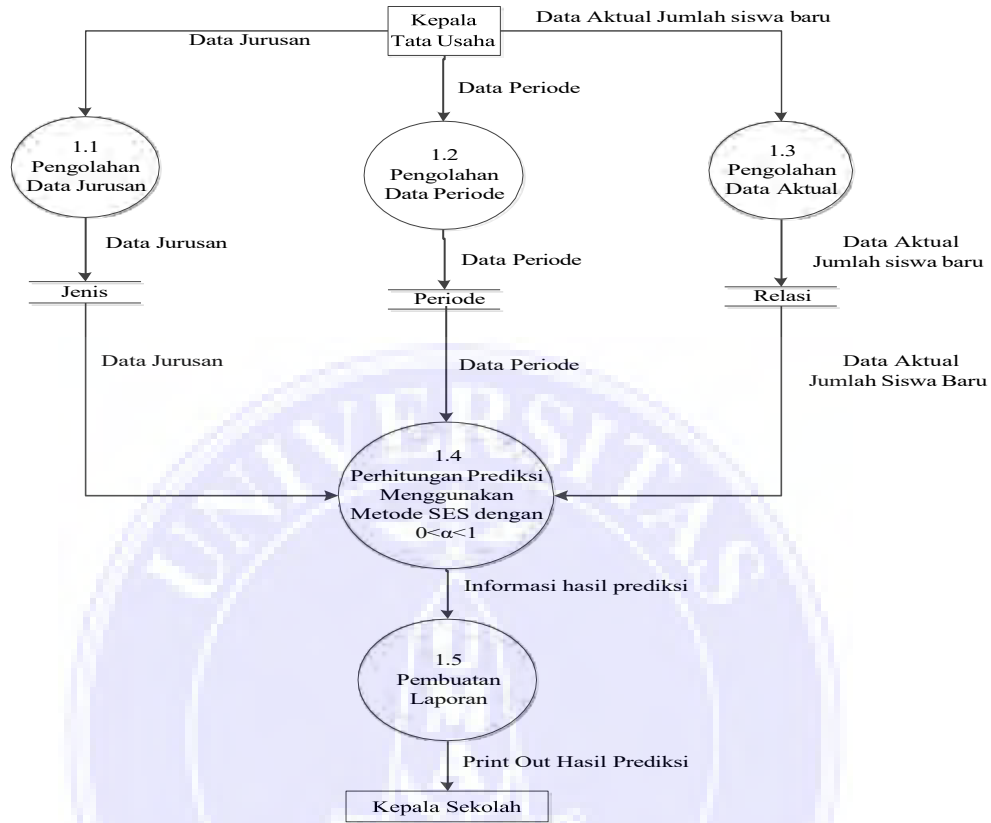 Kepala
Tata Usaha
Data Aktual Jumlah siswa baru
Data Jurusan
Data Periode
1.1
Pengolahan
Data Jurusan
1.2
Pengolahan
Data Periode
1.3
Pengolahan
Data Aktual
Data Jurusan
Data Periode
Data Aktual
Jumlah siswa baru
Jenis
Periode
Relasi
Data Jurusan
Data Periode
Data Aktual
Jumlah Siswa Baru
UNIVERSITAS
1.4
Perhitungan Prediksi
Menggunakan
Metode SES dengan
0<α<1
Informasi hasil prediksi
1.5
Pembuatan
Laporan
Print Out Hasil Prediksi
Kepala Sekolah